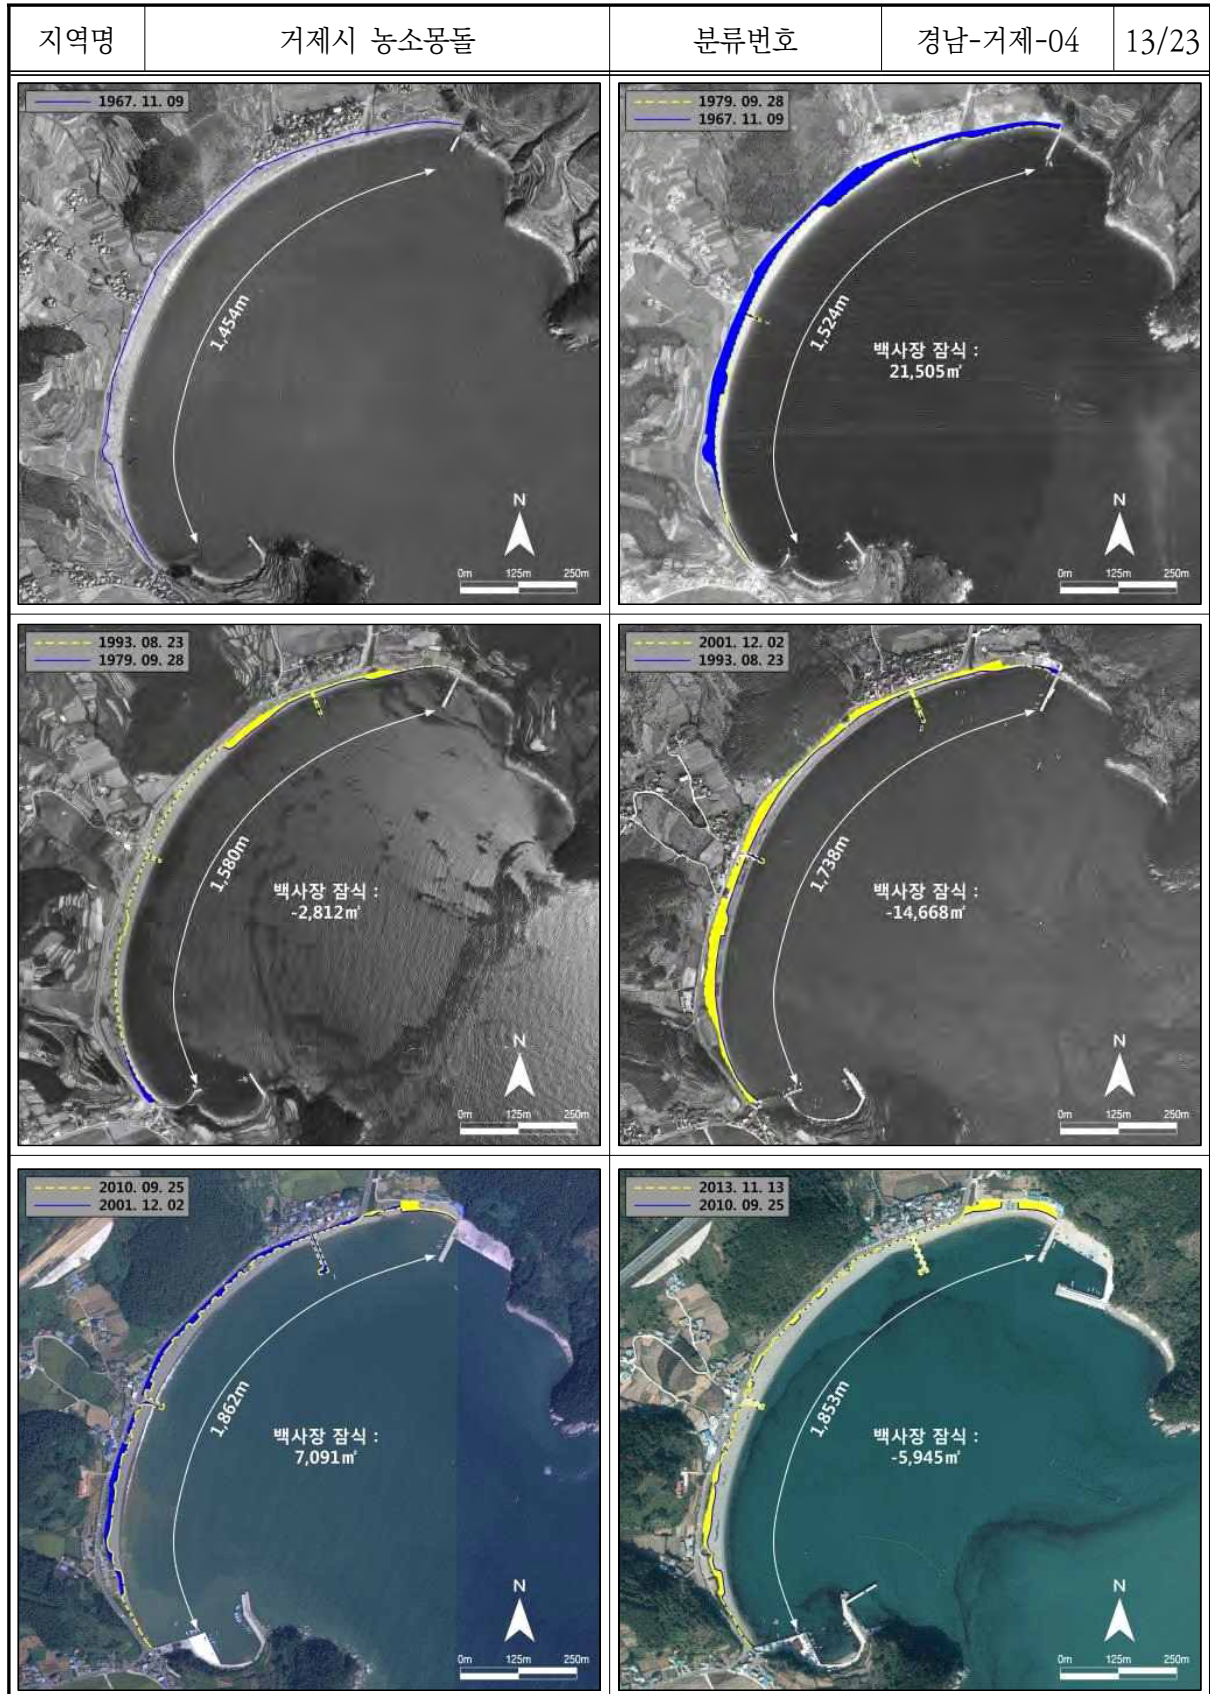 지역명 거제시 농소몽돌 분류번호 경남-거제-04 13/23
1967. 11. 09
1,454m
N
0m 125m 250m
1979. 09. 28
1967. 11. 09
1,524m
백사장 잠식 :
21,505㎡
N
0m 125m 250m
1993. 08. 23
1979. 09. 28
1,580m
백사장 잠식 :
-2,812㎡
N
0m 125m 250m
2001. 12. 02
1993. 08. 23
1,738m
백사장 잠식 :
-14,668㎡
N
0m 125m 250m
2010. 09. 25
2001. 12. 02
1,862m
백사장 잠식 :
7,091㎡
N
0m 125m 250m
2013. 11. 13
2010. 09. 25
1,853m
백사장 잠식 :
-5,945㎡
N
0m 125m 250m